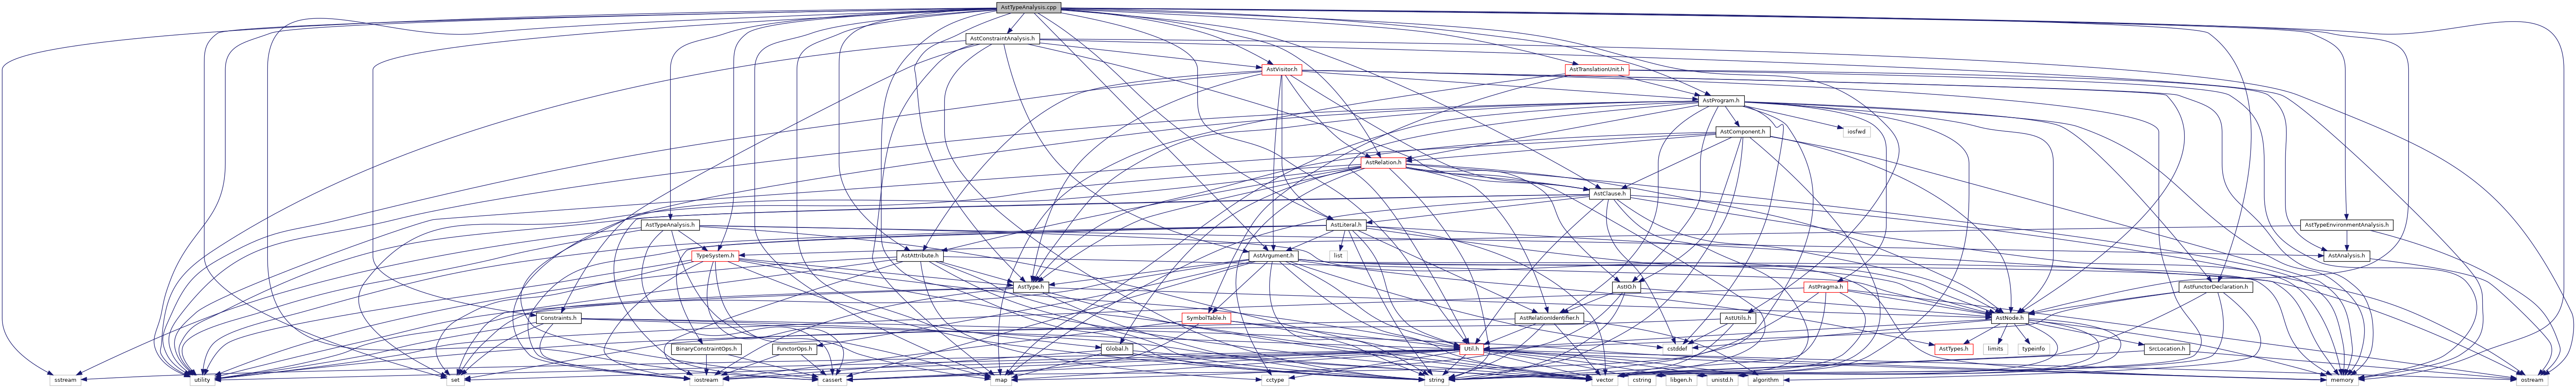 AstTypeAnalysis.cpp
AstConstraintAnalysis.h
AstVisitor.h
AstTranslationUnit.h
AstProgram.h
AstComponent.h
iosfwd
AstRelation.h
AstClause.h
AstTypeAnalysis.h
AstLiteral.h
AstTypeEnvironmentAnalysis.h
TypeSystem.h
AstAttribute.h
AstArgument.h
list
AstAnalysis.h
AstType.h
AstIO.h
AstPragma.h
AstFunctorDeclaration.h
Constraints.h
SymbolTable.h
AstRelationIdentifier.h
AstUtils.h
AstNode.h
BinaryConstraintOps.h
FunctorOps.h
Global.h
Util.h
cstddef
AstTypes.h
limits
typeinfo
SrcLocation.h
sstream
utility
set
iostream
cassert
map
string
cctype
vector
cstring
libgen.h
unistd.h
algorithm
memory
ostream